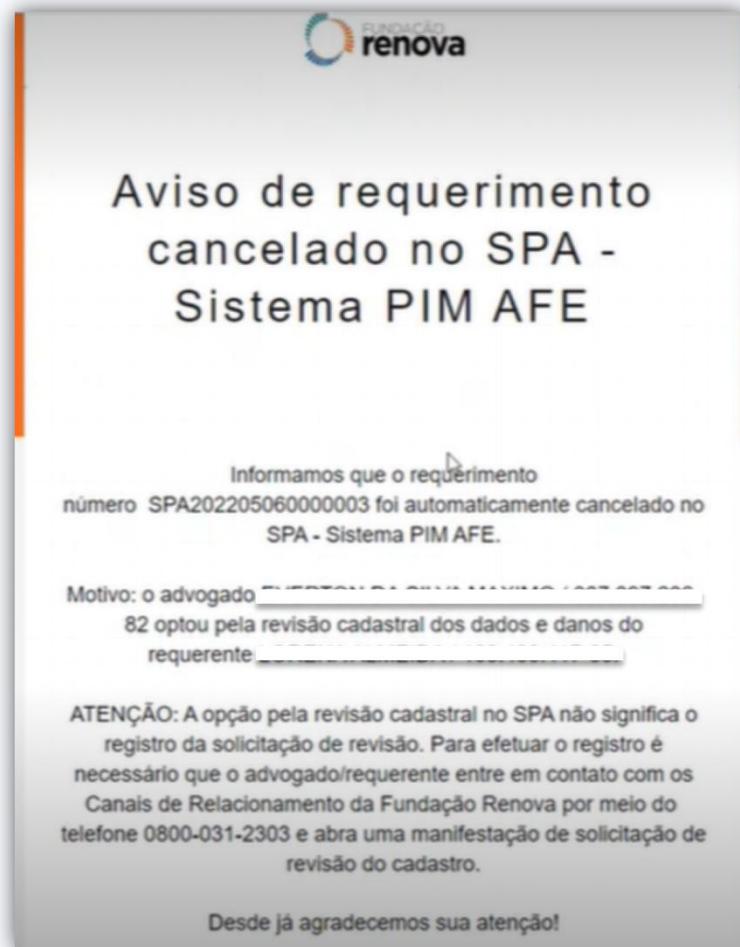 FUNDAÇÃO
renova
Aviso de requerimento
cancelado no SPA -
Sistema PIM AFE
Informamos que o requerimento
número SPA202205060000003 foi automaticamente cancelado no
SPA - Sistema PIM AFE.
Motivo: o advogado
82 optou pela revisão cadastral dos dados e danos do
requerente
ATENÇÃO: A opção pela revisão cadastral no SPA não significa o
registro da solicitação de revisão. Para efetuar o registro é
necessário que o advogado/requerente entre em contato com os
Canais de Relacionamento da Fundação Renova por meio do
telefone 0800-031-2303 e abra uma manifestação de solicitação de
revisão do cadastro.
Desde já agradecemos sua atenção!